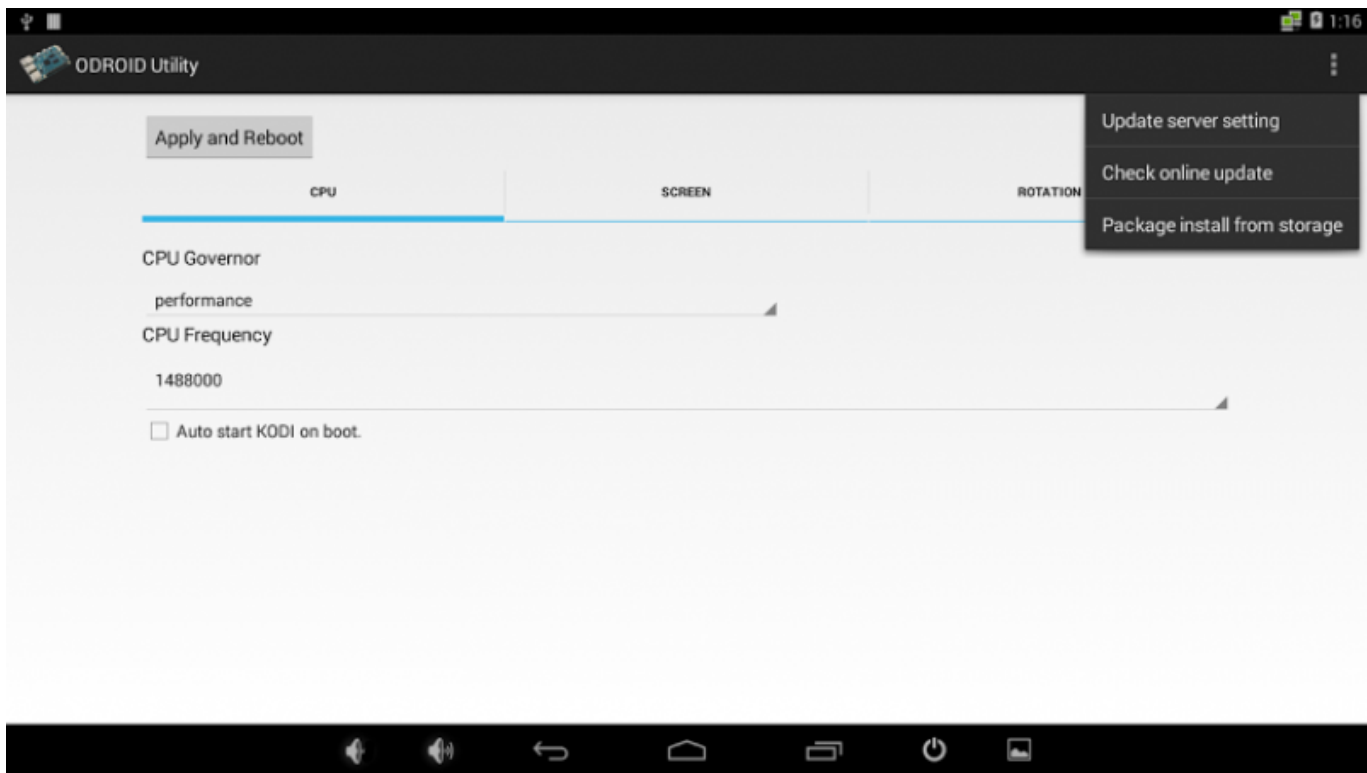 1:16
ODROID Utility
Update server setting
Check online update
Package install from storage
Apply and Reboot
CPU
SCREEN
ROTATION
CPU Governor
performance
CPU Frequency
1488000
Auto start KODI on boot.